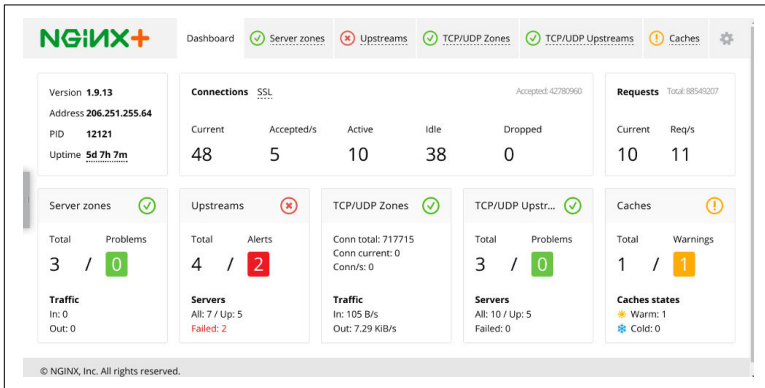 NGINX+
Dashboard
Server zones
Upstreams
TCP/UDP Zones
TCP/UDP Upstreams
Caches
Version 1.9.13
Address 206.251.255.64
PID 12121
Uptime 5d 7h 7m
Connections SSL Accepted: 42780960
Current Accepted/s Active Idle Dropped
48 5 10 38 0
Requests Total: 88549207
Current Req/s
10 11
Server zones
Total Problems
3 / 0
Traffic
In: 0
Out: 0
Upstreams
Total Alerts
4 / 2
Servers
All: 7 / Up: 5
Failed: 2
TCP/UDP Zones
Conn total: 717715
Conn current: 0
Conn/s: 0
Traffic
In: 105 B/s
Out: 7.29 KiB/s
TCP/UDP Upstr...
Total Problems
3 / 0
Servers
All: 10 / Up: 5
Failed: 0
Caches
Total Warnings
1 / 1
Caches states
Warm: 1
Cold: 0
© NGINX, Inc. All rights reserved.